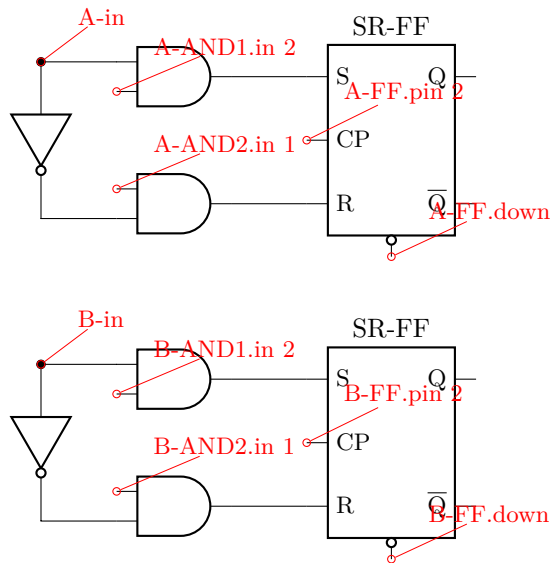 A-in
SR-FF
A-AND1.in 2
S
Q
A-FF.pin 2
CP
A-AND2.in 1
R
Q̅
A-FF.down
B-in
SR-FF
B-AND1.in 2
S
Q
B-FF.pin 2
CP
B-AND2.in 1
R
Q̅
B-FF.down